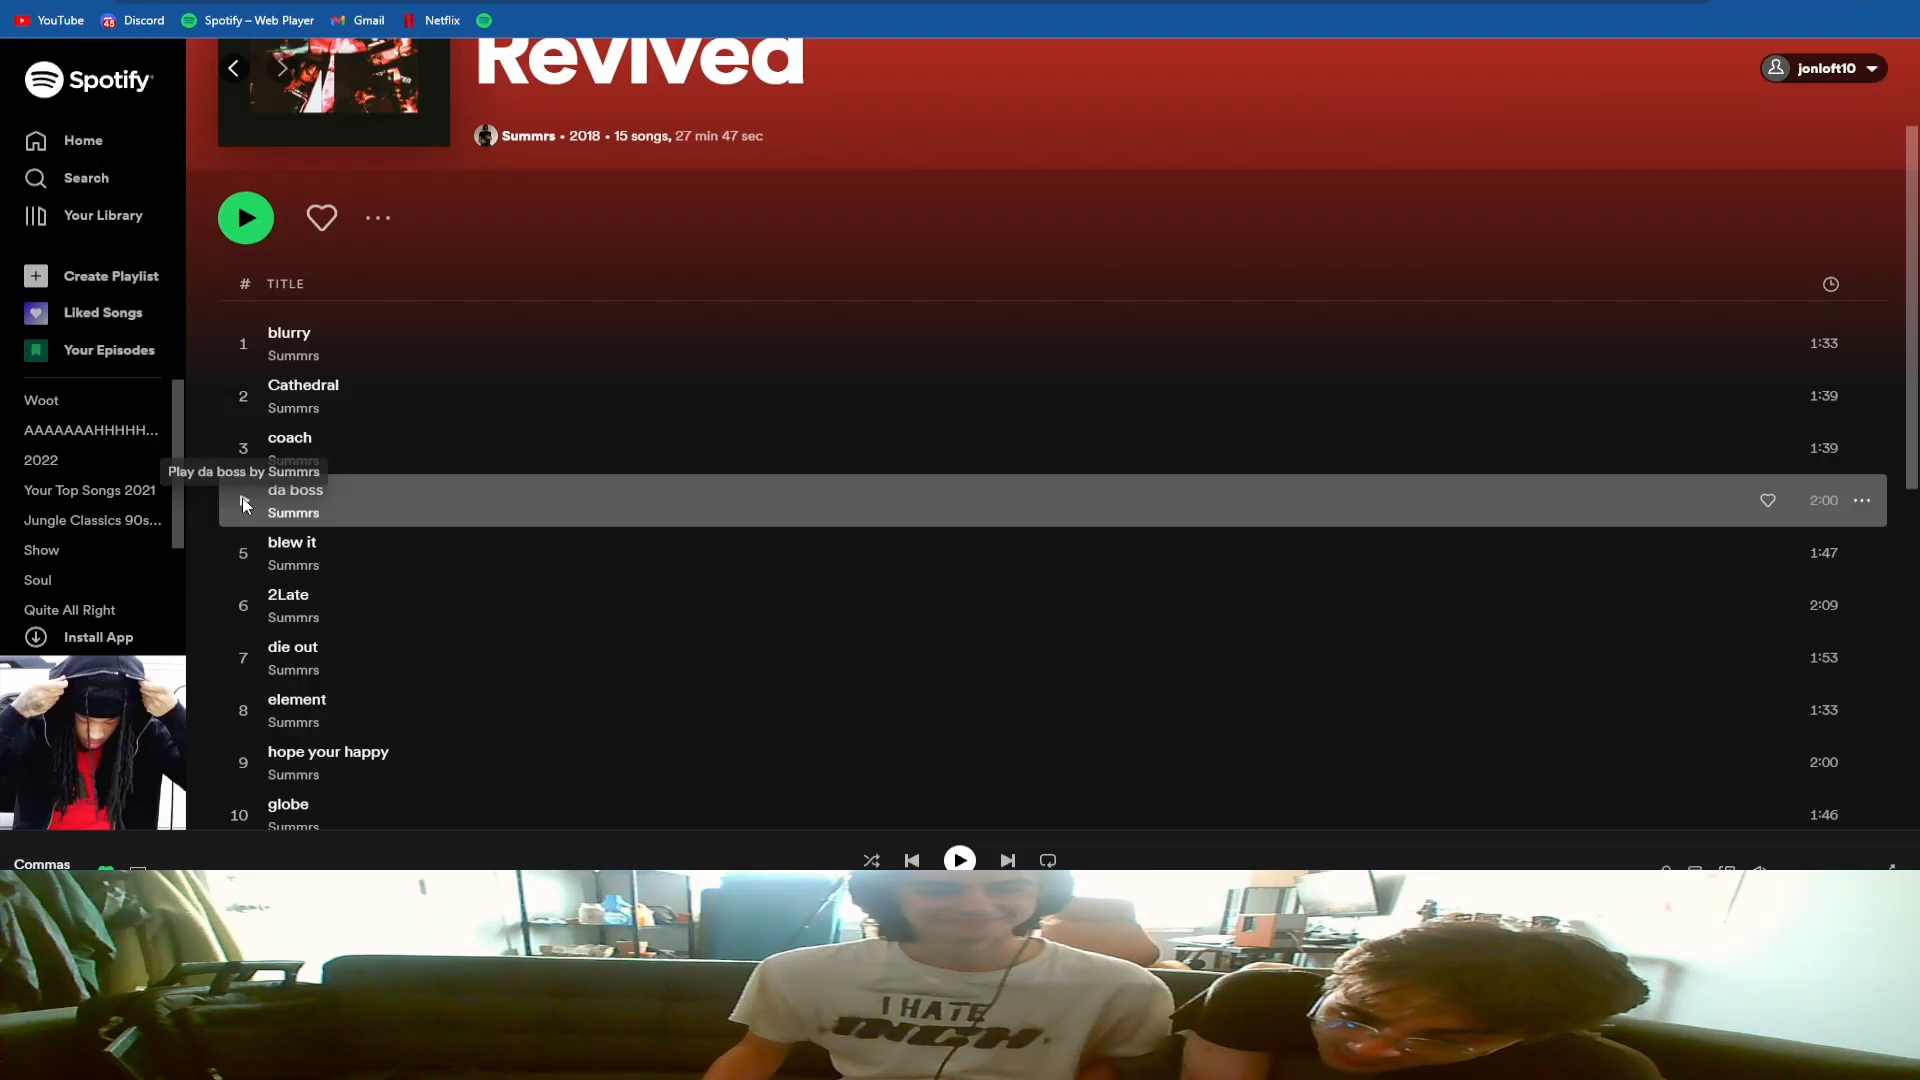 YouTube
45
Discord
Spotify – Web Player
Gmail
Netflix
Spotify
Home
Search
Your Library
Create Playlist
Liked Songs
Your Episodes
Woot
AAAAAAAHHHHH...
2022
Your Top Songs 2021
Jungle Classics 90s...
Show
Soul
Quite All Right
Install App
Revived
Summrs • 2018 • 15 songs, 27 min 47 sec
jonloft10
# TITLE
1 blurry 1:33
Summrs
2 Cathedral 1:39
Summrs
3 coach 1:39
Summrs
Play da boss by Summrs
da boss 2:00
Summrs
5 blew it 1:47
Summrs
6 2Late 2:09
Summrs
7 die out 1:53
Summrs
8 element 1:33
Summrs
9 hope your happy 2:00
Summrs
10 globe 1:46
Summrs
Commas
I HATE